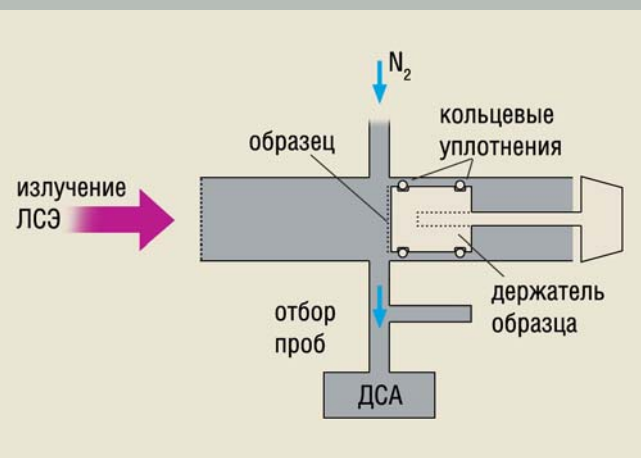 N₂
кольцевые
уплотнения
образец
излучение
ЛСЭ
держатель
образца
отбор
проб
ДСА